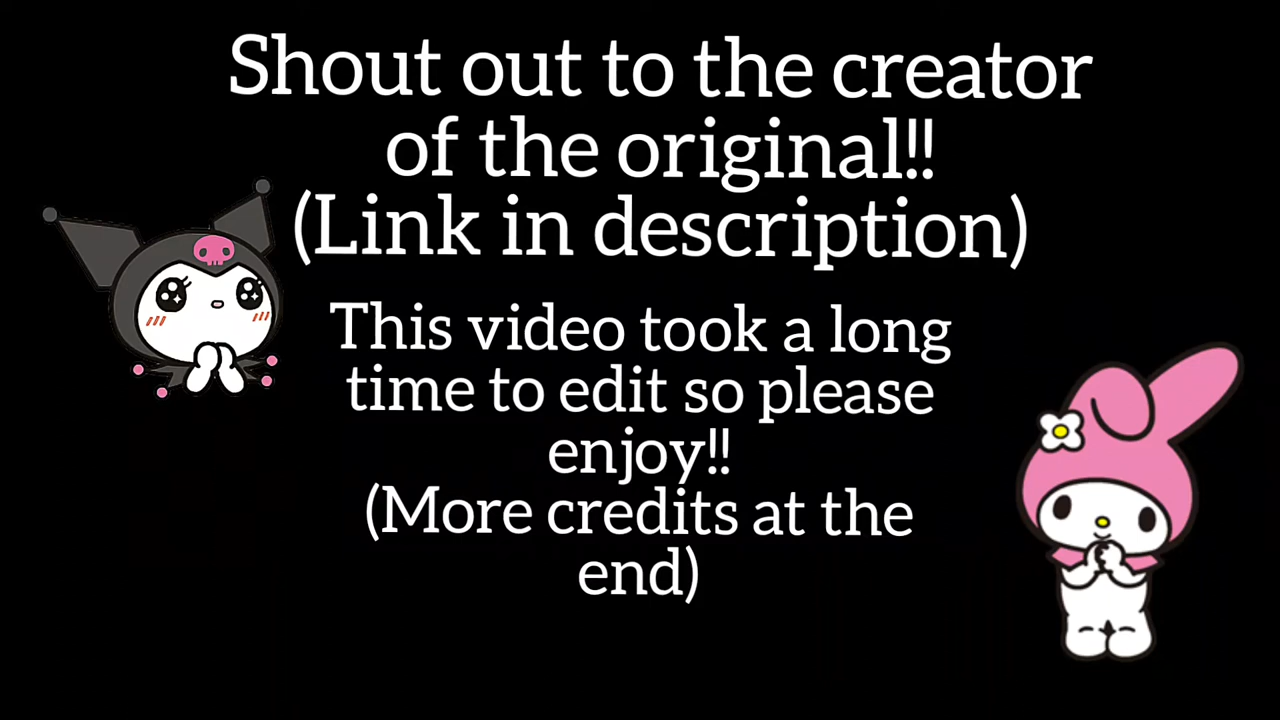 Shout out to the creator
of the original!!
(Link in description)
This video took a long
time to edit so please
enjoy!!
(More credits at the
end)